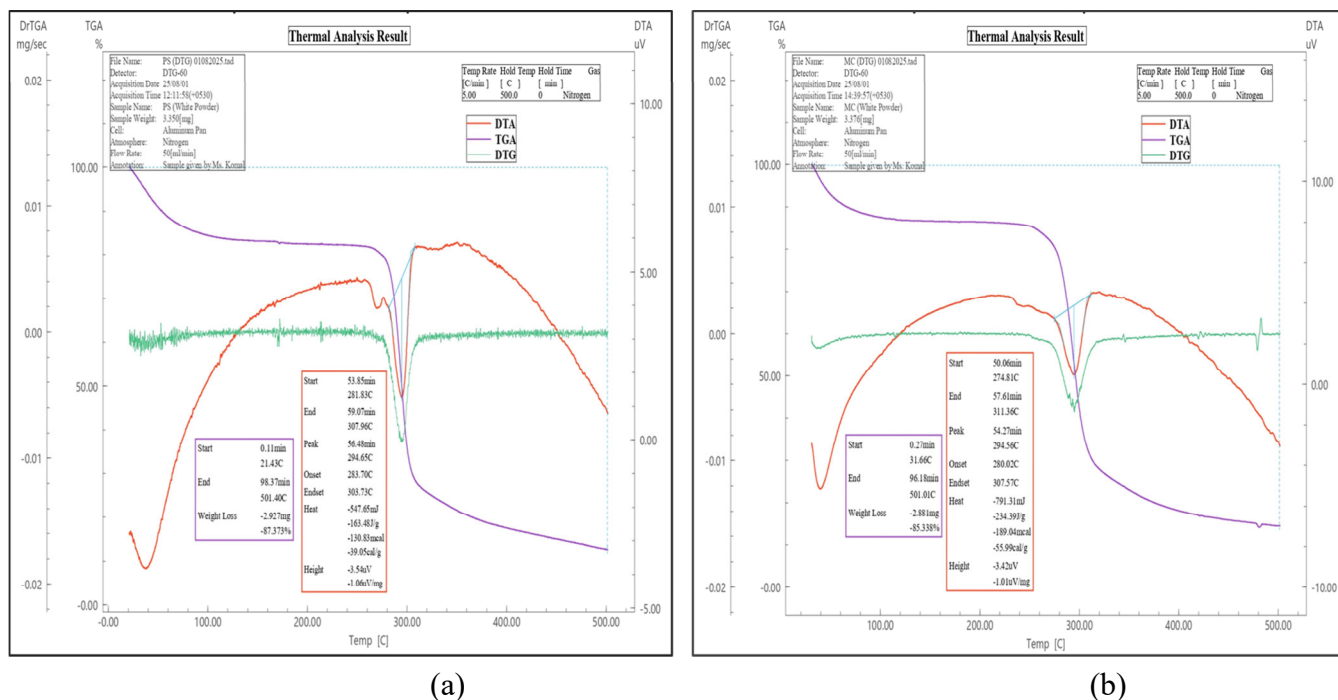 DrTGA
mg/sec
TGA
%
Thermal Analysis Result
DTA
uV
File Name: PS (DTG) 01082025.tad
Detector: DTG-60
Acquisition Date 25/08/01
Acquisition Time 12:11:58(+0530)
Sample Name: PS (White Powder)
Sample Weight: 3.350[mg]
Cell: Aluminum Pan
Atmosphere: Nitrogen
Flow Rate: 50[ml/min]
Annotation: Sample given by Ms. Komal
Temp Rate Hold Temp Hold Time Gas
[C/min] [ C ] [ min ]
5.00 500.0 0 Nitrogen
DTA
TGA
DTG
0.02
0.01
0.00
-0.01
-0.02
100.00
50.00
-0.00
10.00
5.00
0.00
-5.00
Start 0.11min
21.43C
End 98.37min
501.40C
Weight Loss -2.927mg
-87.373%
Start 53.85min
281.83C
End 59.07min
307.96C
Peak 56.48min
294.65C
Onset 283.70C
Endset 303.73C
Heat -547.65mJ
-163.48J/g
-130.83mcal
-39.05cal/g
Height -3.54uV
-1.06uV/mg
-0.00 100.00 200.00 300.00 400.00 500.00
Temp [C]
(a)
DrTGA
mg/sec
TGA
%
Thermal Analysis Result
DTA
uV
File Name: MC (DTG) 01082025.tad
Detector: DTG-60
Acquisition Date 25/08/01
Acquisition Time 14:39:57(+0530)
Sample Name: MC (White Powder)
Sample Weight: 3.376[mg]
Cell: Aluminum Pan
Atmosphere: Nitrogen
Flow Rate: 50[ml/min]
Annotation: Sample given by Ms. Komal
Temp Rate Hold Temp Hold Time Gas
[C/min] [ C ] [ min ]
5.00 500.0 0 Nitrogen
DTA
TGA
DTG
0.02
0.01
0.00
-0.01
-0.02
100.00
50.00
-0.00
10.00
0.00
-10.00
Start 0.27min
31.66C
End 96.18min
501.01C
Weight Loss -2.881mg
-85.338%
Start 50.06min
274.81C
End 57.61min
311.36C
Peak 54.27min
294.56C
Onset 280.02C
Endset 307.57C
Heat -791.31mJ
-234.39J/g
-189.04mcal
-55.99cal/g
Height -3.42uV
-1.01uV/mg
100.00 200.00 300.00 400.00 500.00
Temp [C]
(b)